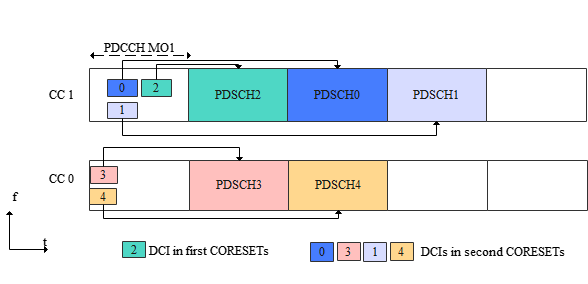 PDCCH MO1
CC 1
0
2
1
PDSCH2
PDSCH0
PDSCH1
CC 0
3
4
PDSCH3
PDSCH4
f
t
2 DCI in first CORESETs
0 3 1 4 DCIs in second CORESETs